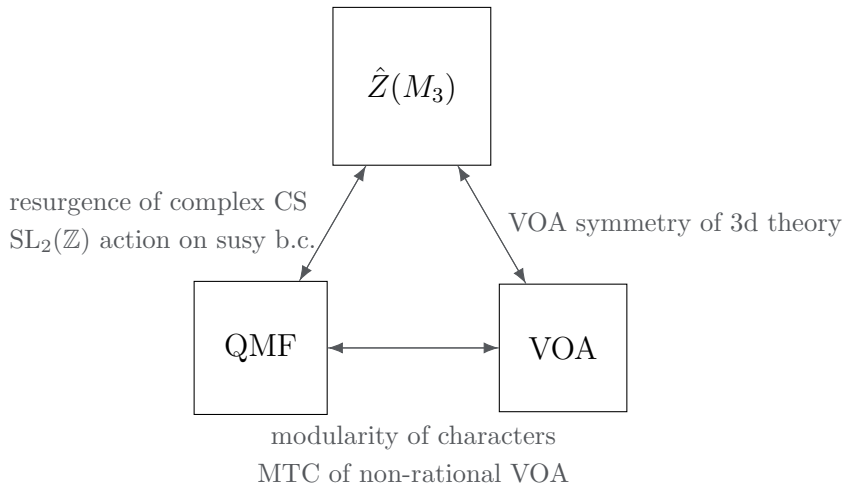 Ẑ(M₃)
resurgence of complex CS
SL₂(ℤ) action on susy b.c.
VOA symmetry of 3d theory
QMF
VOA
modularity of characters
MTC of non-rational VOA